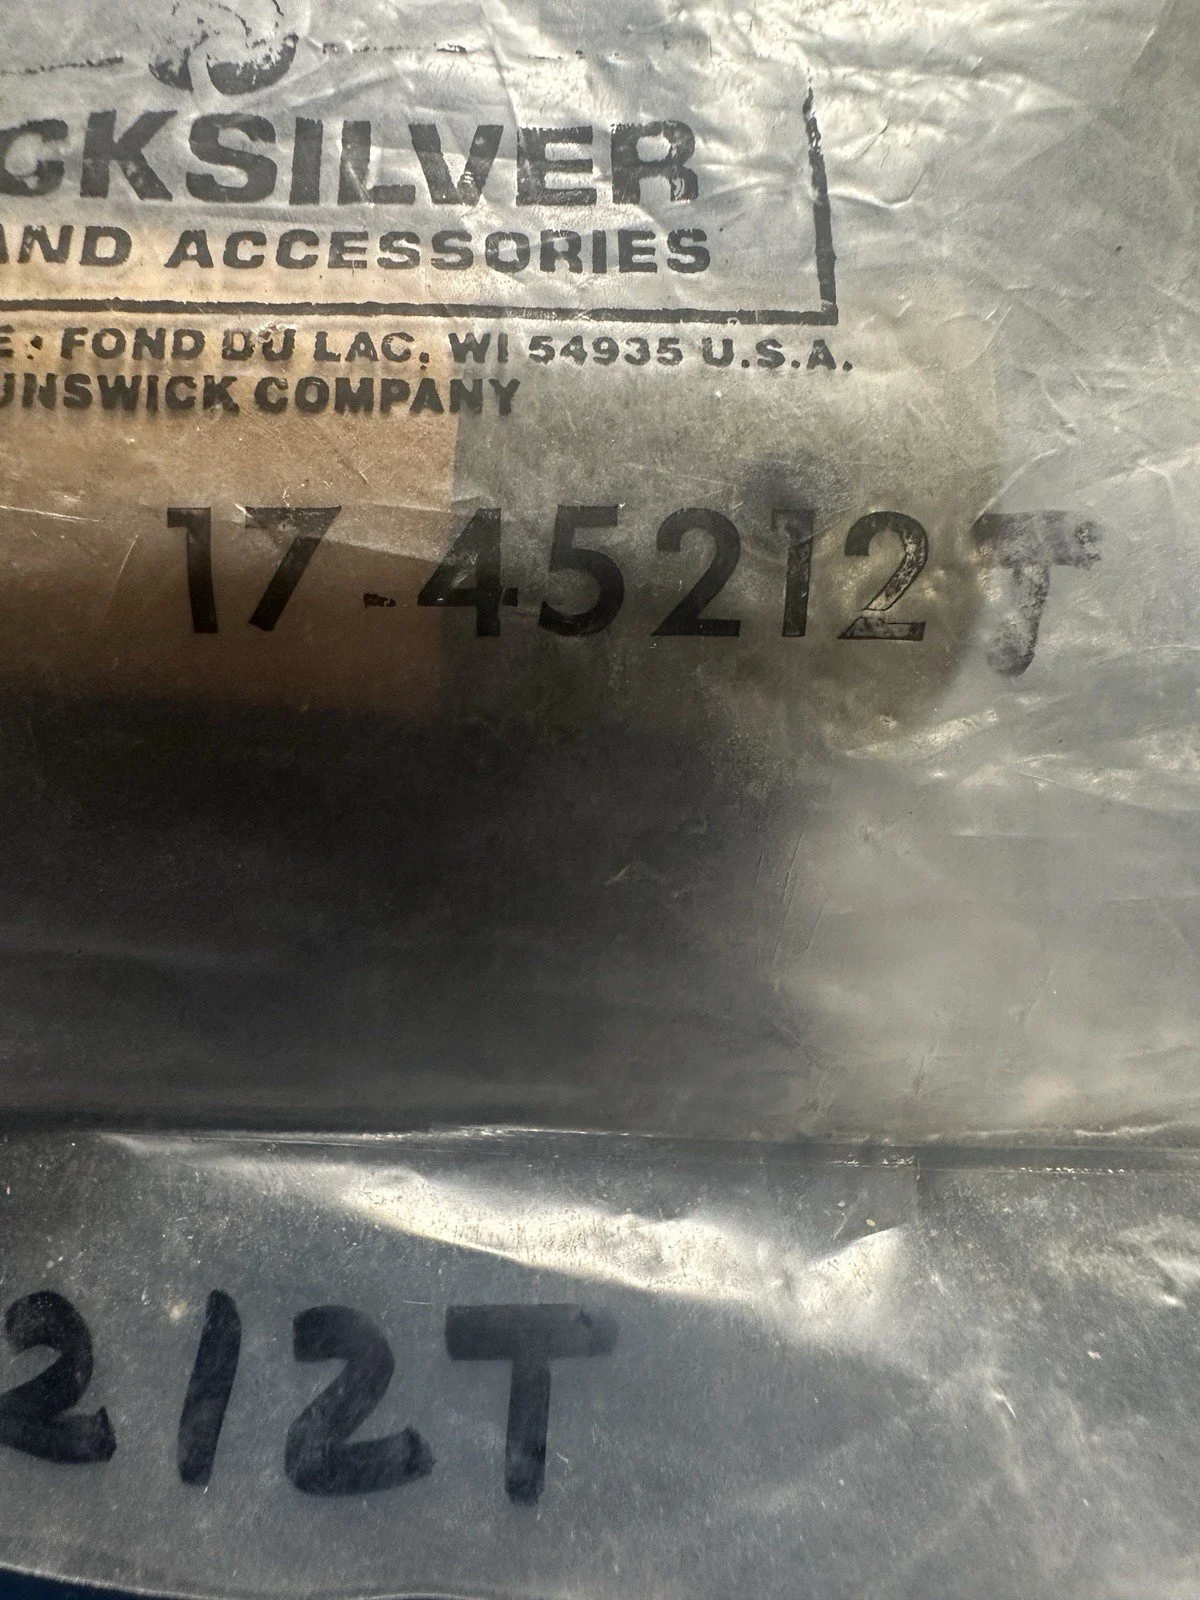 CKSILVER
AND ACCESSORIES
E · FOND DU LAC, WI 54935 U.S.A.
UNSWICK COMPANY
17-45212T
212T